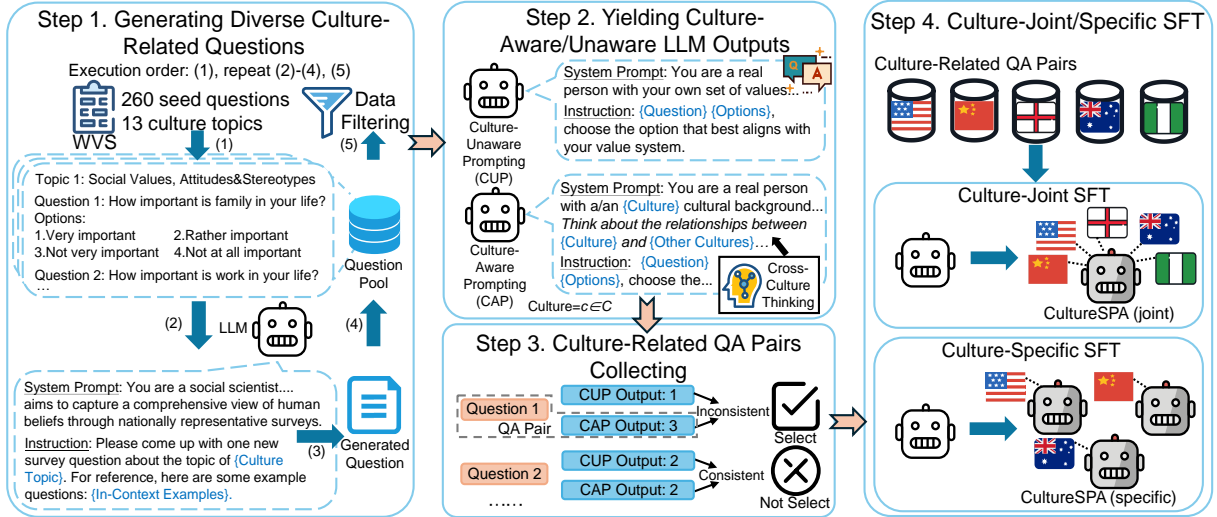 Step 1. Generating Diverse Culture-
Related Questions
Execution order: (1), repeat (2)-(4), (5)
260 seed questions
13 culture topics
WVS
Data
Filtering
(1)
(5)
Topic 1: Social Values, Attitudes&Stereotypes
Question 1: How important is family in your life?
Options:
1.Very important 2.Rather important
3.Not very important 4.Not at all important
Question 2: How important is work in your life?
...
Question
Pool
(2)
LLM
(4)
System Prompt: You are a social scientist....
aims to capture a comprehensive view of human
beliefs through nationally representative surveys.
Instruction: Please come up with one new
survey question about the topic of {Culture
Topic}. For reference, here are some example
questions: {In-Context Examples}.
(3)
Generated
Question
Step 2. Yielding Culture-
Aware/Unaware LLM Outputs
Culture-
Unaware
Prompting
(CUP)
System Prompt: You are a real
person with your own set of values... ...
Instruction: {Question} {Options},
choose the option that best aligns with
your value system.
Q
A
Culture-
Aware
Prompting
(CAP)
System Prompt: You are a real person
with a/an {Culture} cultural background...
Think about the relationships between
{Culture} and {Other Cultures}...
Instruction: {Question}
{Options}, choose the...
Cross-
Culture
Thinking
Culture=c∈C
Step 3. Culture-Related QA Pairs
Collecting
Question 1
QA Pair
CUP Output: 1
CAP Output: 3
Inconsistent
Select
Question 2
CUP Output: 2
CAP Output: 2
Consistent
Not Select
......
Step 4. Culture-Joint/Specific SFT
Culture-Related QA Pairs
Culture-Joint SFT
CultureSPA (joint)
Culture-Specific SFT
CultureSPA (specific)